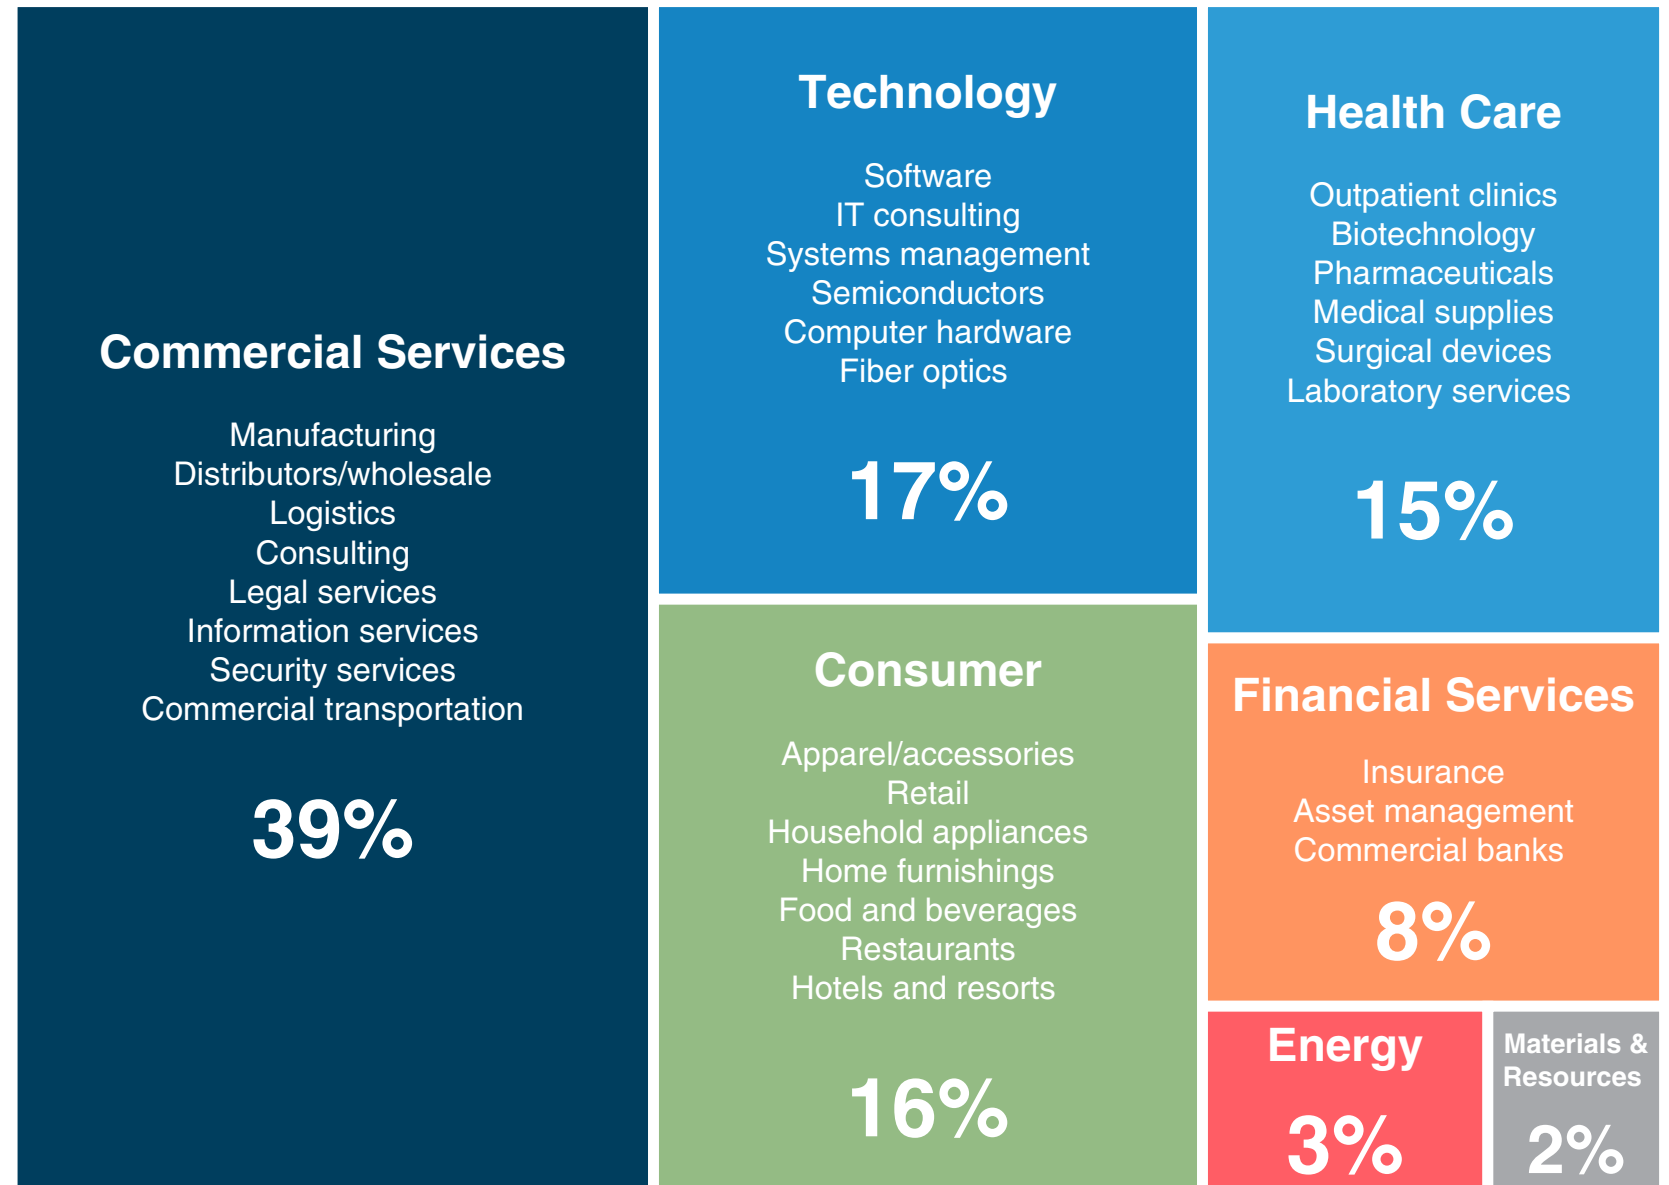 Commercial Services
Manufacturing
Distributors/wholesale
Logistics
Consulting
Legal services
Information services
Security services
Commercial transportation
39%
Technology
Software
IT consulting
Systems management
Semiconductors
Computer hardware
Fiber optics
17%
Consumer
Apparel/accessories
Retail
Household appliances
Home furnishings
Food and beverages
Restaurants
Hotels and resorts
16%
Health Care
Outpatient clinics
Biotechnology
Pharmaceuticals
Medical supplies
Surgical devices
Laboratory services
15%
Financial Services
Insurance
Asset management
Commercial banks
8%
Energy
3%
Materials &
Resources
2%